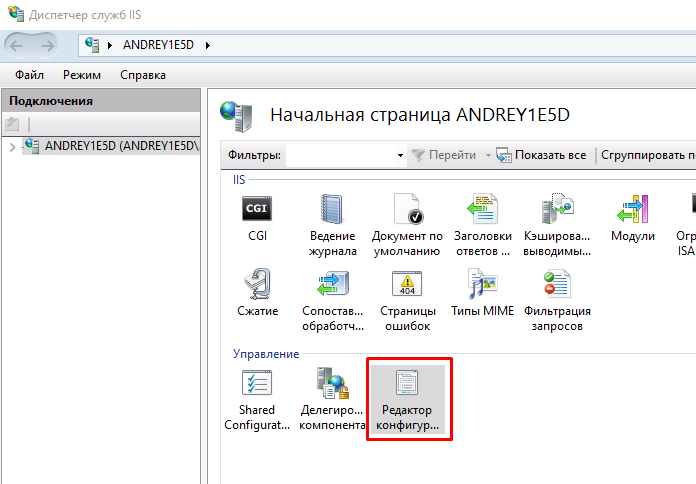 Диспетчер служб IIS
ANDREY1E5D
Файл Режим Справка
Подключения
ANDREY1E5D (ANDREY1E5D\
Начальная страница ANDREY1E5D
Фильтры: Перейти Показать все Сгруппировать п
IIS
CGI
CGI
Ведение
журнала
Документ по
умолчанию
Заголовки
ответов ...
Кэширова...
выводимы...
Модули
Огр
ISA
Сжатие
Сопостав...
обработч...
404
Страницы
ошибок
Типы MIME
Фильтрация
запросов
Управление
Shared
Configurat...
Делегиро...
компонента
Редактор
конфигур...